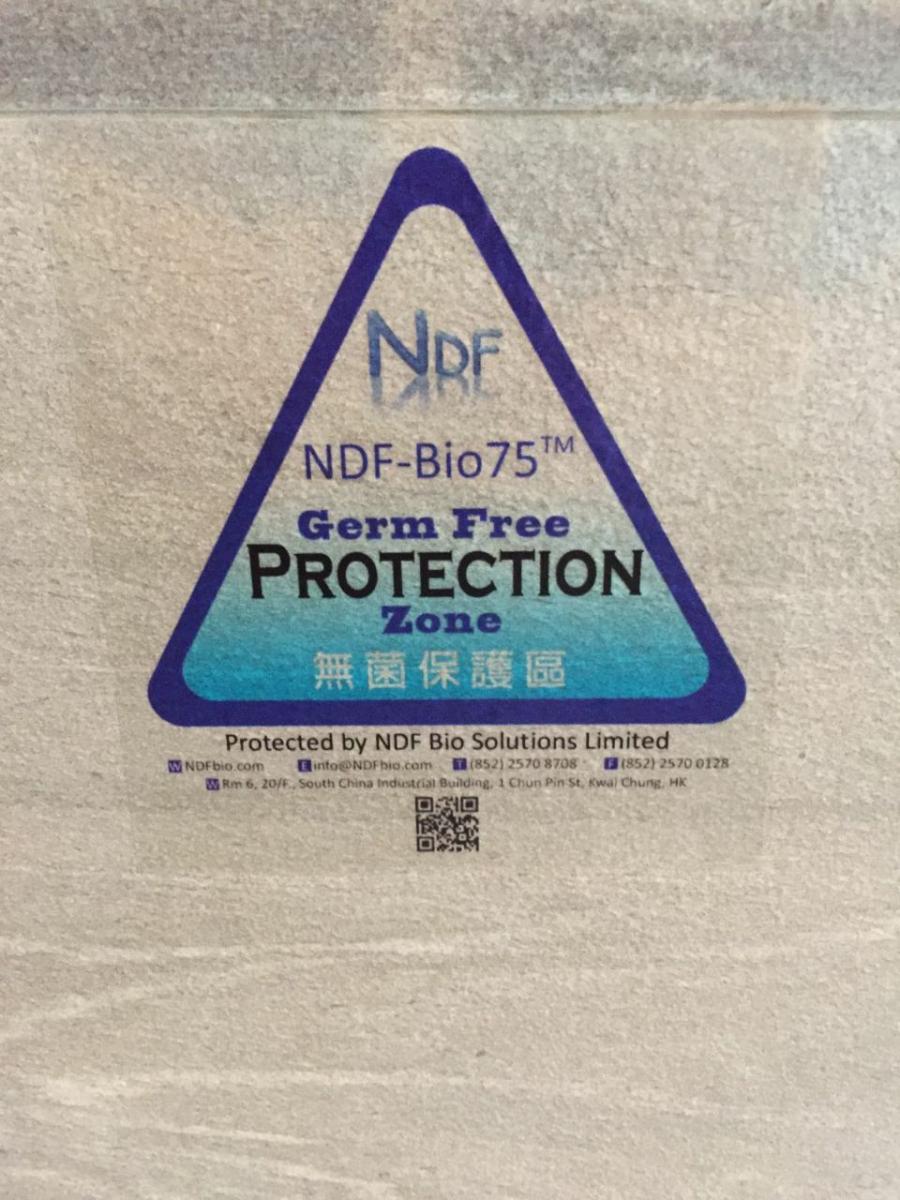 NDF
NDF-Bio75™
Germ Free
PROTECTION
Zone
無菌保護區
Protected by NDF Bio Solutions Limited
W NDFbio.com E info@NDFbio.com T (852) 2570 8708 F (852) 2570 0128
W Rm 6, 20/F., South China Industrial Building, 1 Chun Pin St, Kwai Chung, HK